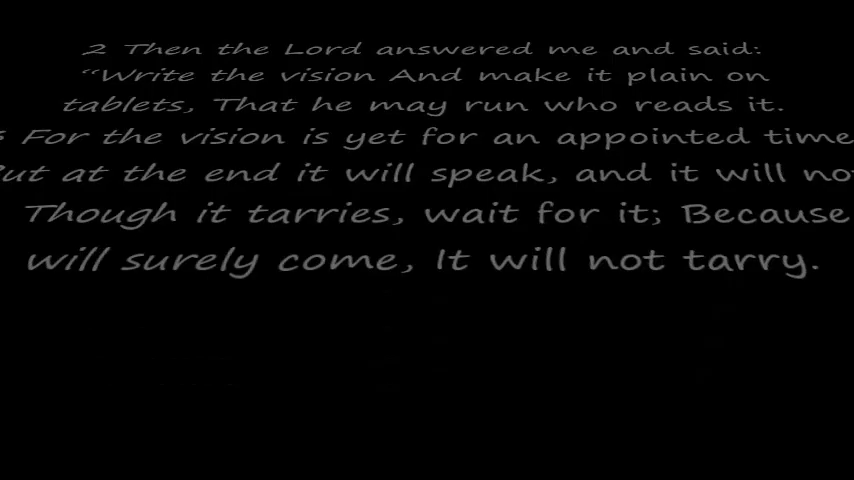 2 Then the Lord answered me and said:
“Write the vision And make it plain on
tablets, That he may run who reads it.
For the vision is yet for an appointed time
But at the end it will speak, and it will not
Though it tarries, wait for it; Because
will surely come, It will not tarry.